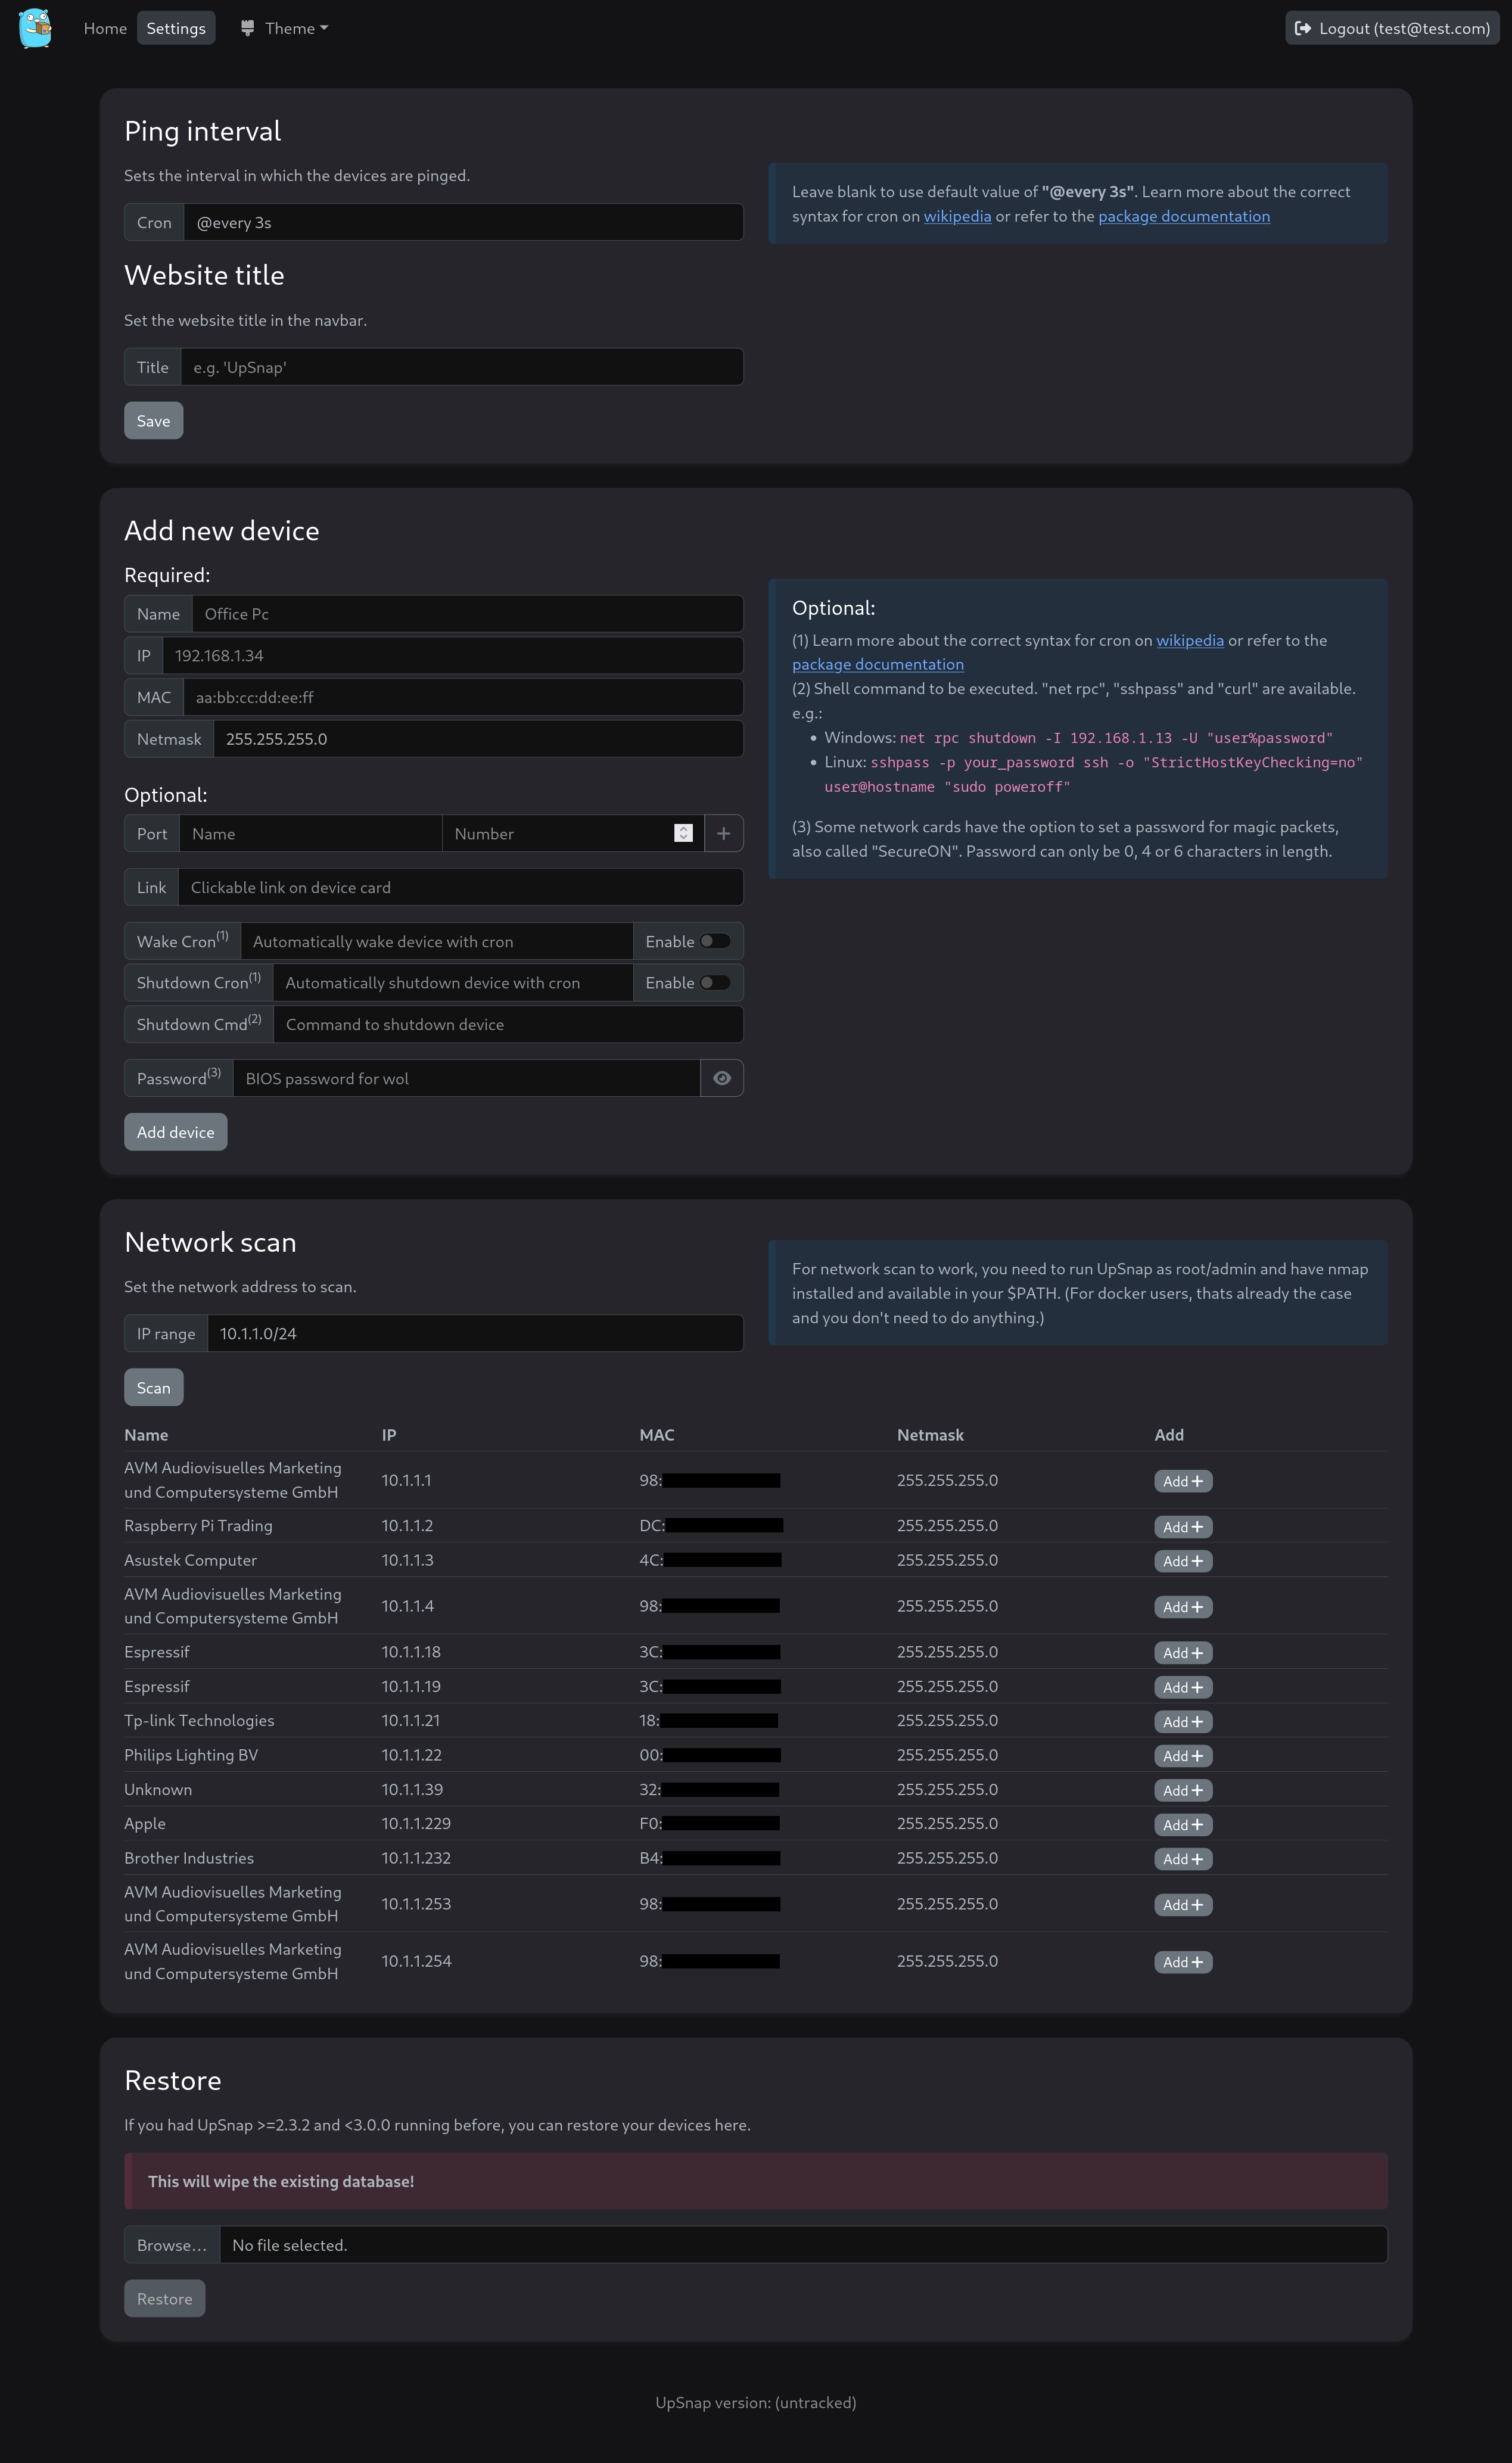 Home Settings Theme Logout (test@test.com)
Ping interval
Sets the interval in which the devices are pinged.
Cron @every 3s
Leave blank to use default value of "@every 3s". Learn more about the correct
syntax for cron on wikipedia or refer to the package documentation
Website title
Set the website title in the navbar.
Title e.g. 'UpSnap'
Save
Add new device
Required:
Name Office Pc
IP 192.168.1.34
MAC aa:bb:cc:dd:ee:ff
Netmask 255.255.255.0
Optional:
Port Name Number
Link Clickable link on device card
Wake Cron(1) Automatically wake device with cron Enable
Shutdown Cron(1) Automatically shutdown device with cron Enable
Shutdown Cmd(2) Command to shutdown device
Password(3) BIOS password for wol
Add device
Optional:
(1) Learn more about the correct syntax for cron on wikipedia or refer to the
package documentation
(2) Shell command to be executed. "net rpc", "sshpass" and "curl" are available.
e.g.:
• Windows: net rpc shutdown -I 192.168.1.13 -U "user%password"
• Linux: sshpass -p your_password ssh -o "StrictHostKeyChecking=no"
user@hostname "sudo poweroff"
(3) Some network cards have the option to set a password for magic packets,
also called "SecureON". Password can only be 0, 4 or 6 characters in length.
Network scan
Set the network address to scan.
IP range 10.1.1.0/24
Scan
For network scan to work, you need to run UpSnap as root/admin and have nmap
installed and available in your $PATH. (For docker users, thats already the case
and you don't need to do anything.)
Name IP MAC Netmask Add
AVM Audiovisuelles Marketing
und Computersysteme GmbH 10.1.1.1 98: 255.255.255.0 Add +
Raspberry Pi Trading 10.1.1.2 DC: 255.255.255.0 Add +
Asustek Computer 10.1.1.3 4C: 255.255.255.0 Add +
AVM Audiovisuelles Marketing
und Computersysteme GmbH 10.1.1.4 98: 255.255.255.0 Add +
Espressif 10.1.1.18 3C: 255.255.255.0 Add +
Espressif 10.1.1.19 3C: 255.255.255.0 Add +
Tp-link Technologies 10.1.1.21 18: 255.255.255.0 Add +
Philips Lighting BV 10.1.1.22 00: 255.255.255.0 Add +
Unknown 10.1.1.39 32: 255.255.255.0 Add +
Apple 10.1.1.229 F0: 255.255.255.0 Add +
Brother Industries 10.1.1.232 B4: 255.255.255.0 Add +
AVM Audiovisuelles Marketing
und Computersysteme GmbH 10.1.1.253 98: 255.255.255.0 Add +
AVM Audiovisuelles Marketing
und Computersysteme GmbH 10.1.1.254 98: 255.255.255.0 Add +
Restore
If you had UpSnap >=2.3.2 and <3.0.0 running before, you can restore your devices here.
This will wipe the existing database!
Browse... No file selected.
Restore
UpSnap version: (untracked)